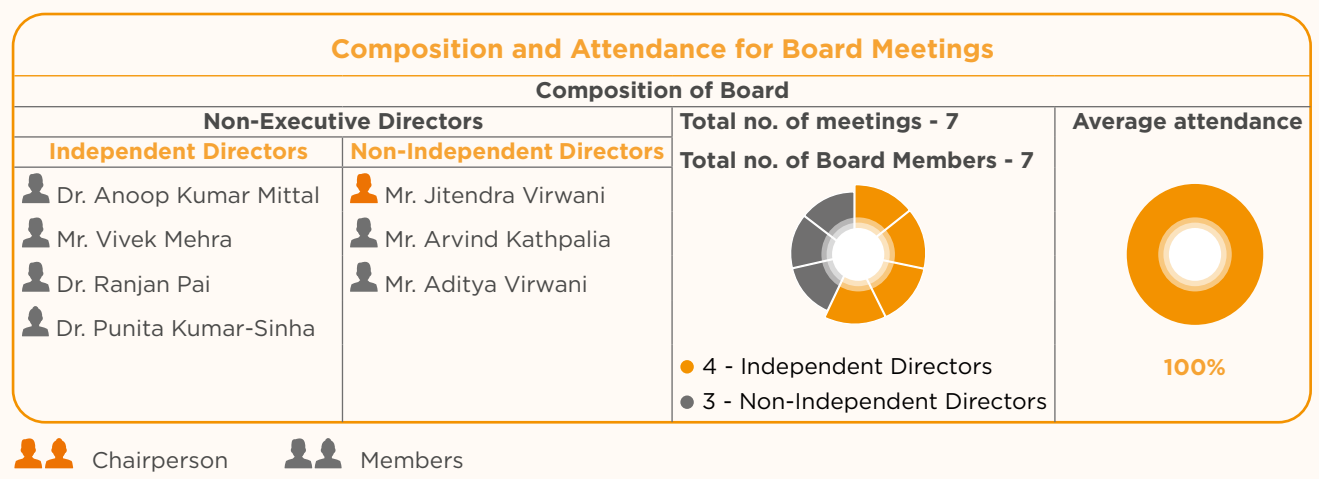 Composition and Attendance for Board Meetings
Composition of Board
Non-Executive Directors
Independent Directors
Dr. Anoop Kumar Mittal
Mr. Vivek Mehra
Dr. Ranjan Pai
Dr. Punita Kumar-Sinha
Non-Independent Directors
Mr. Jitendra Virwani
Mr. Arvind Kathpalia
Mr. Aditya Virwani
Total no. of meetings - 7
Total no. of Board Members - 7
4 - Independent Directors
3 - Non-Independent Directors
Average attendance
100%
Chairperson
Members